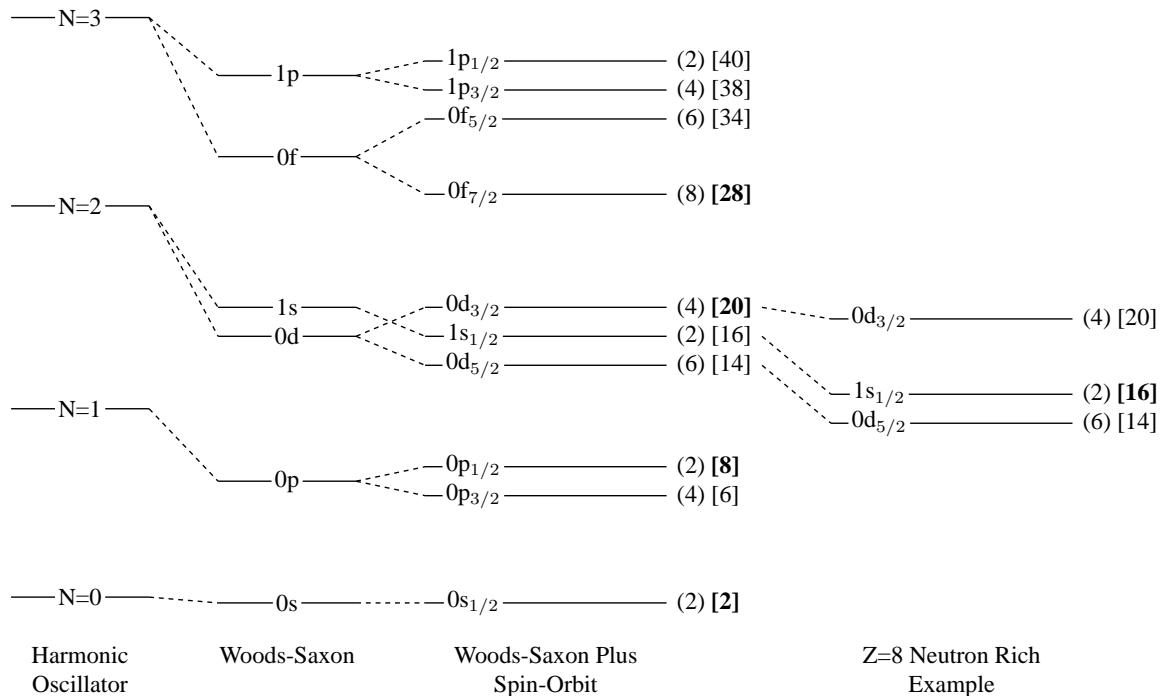 N=3
1p
1p1/2 (2) [40]
1p3/2 (4) [38]
0f5/2 (6) [34]
0f
0f7/2 (8) [28]
N=2
1s
0d
0d3/2 (4) [20]
1s1/2 (2) [16]
0d5/2 (6) [14]
0d3/2 (4) [20]
1s1/2 (2) [16]
0d5/2 (6) [14]
N=1
0p
0p1/2 (2) [8]
0p3/2 (4) [6]
N=0
0s
0s1/2 (2) [2]
Harmonic
Oscillator
Woods-Saxon
Woods-Saxon Plus
Spin-Orbit
Z=8 Neutron Rich
Example